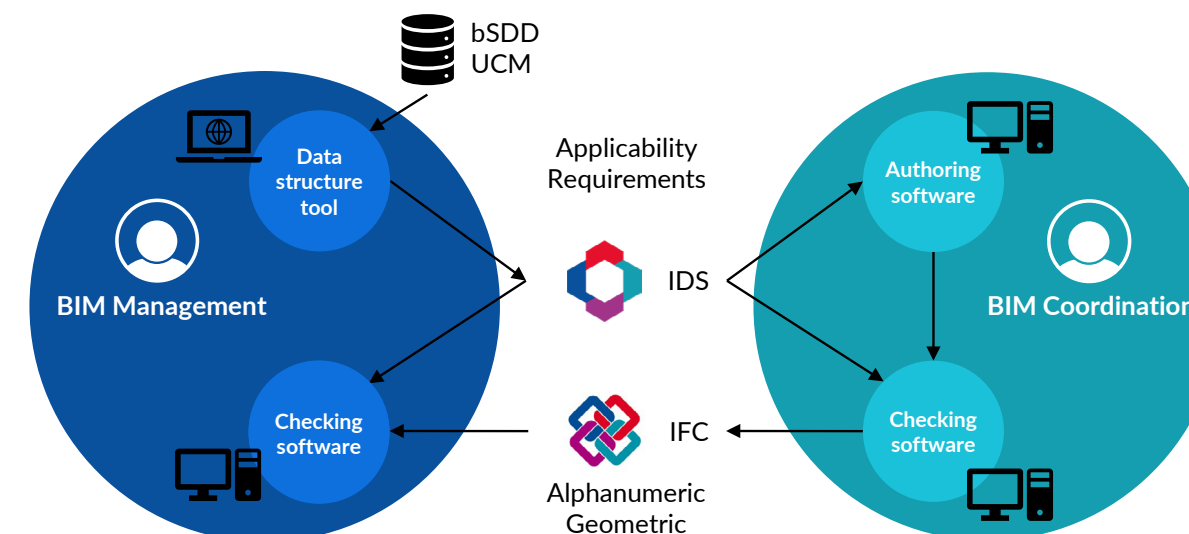 bSDD
UCM
Data
structure
tool
BIM Management
Checking
software
Applicability
Requirements
IDS
IFC
Alphanumeric
Geometric
Authoring
software
BIM Coordination
Checking
software